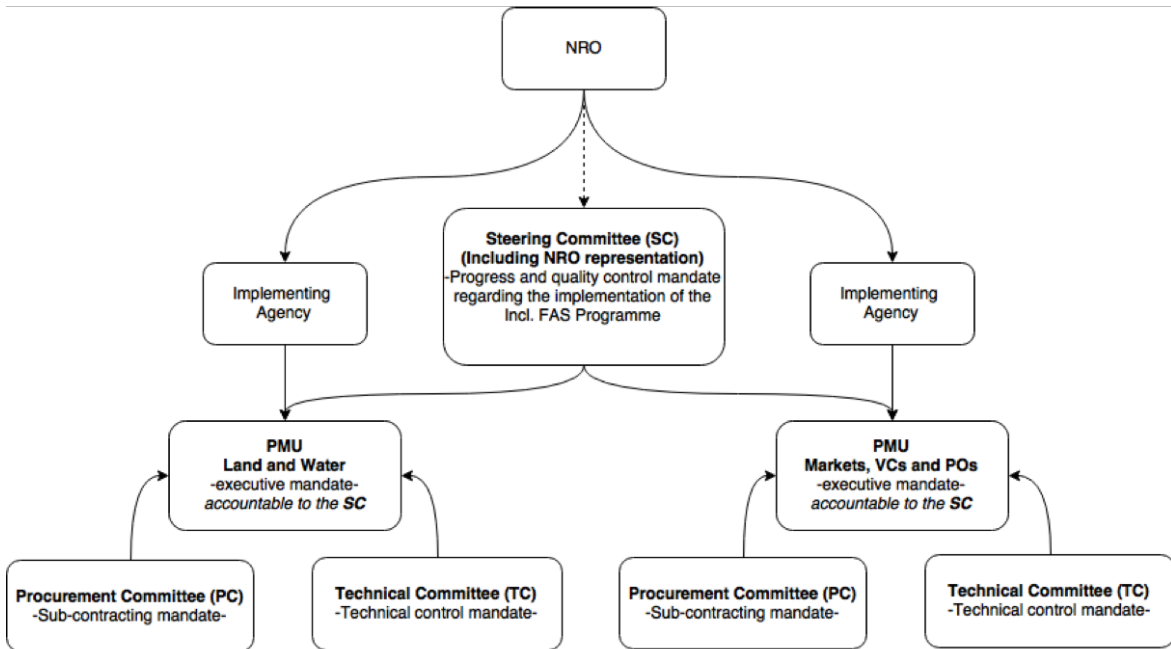 NRO
Steering Committee (SC)
(Including NRO representation)
-Progress and quality control mandate
regarding the implementation of the
Incl. FAS Programme
Implementing
Agency
Implementing
Agency
PMU
Land and Water
-executive mandate-
accountable to the SC
PMU
Markets, VCs and POs
-executive mandate-
accountable to the SC
Procurement Committee (PC)
-Sub-contracting mandate-
Technical Committee (TC)
-Technical control mandate-
Procurement Committee (PC)
-Sub-contracting mandate-
Technical Committee (TC)
-Technical control mandate-